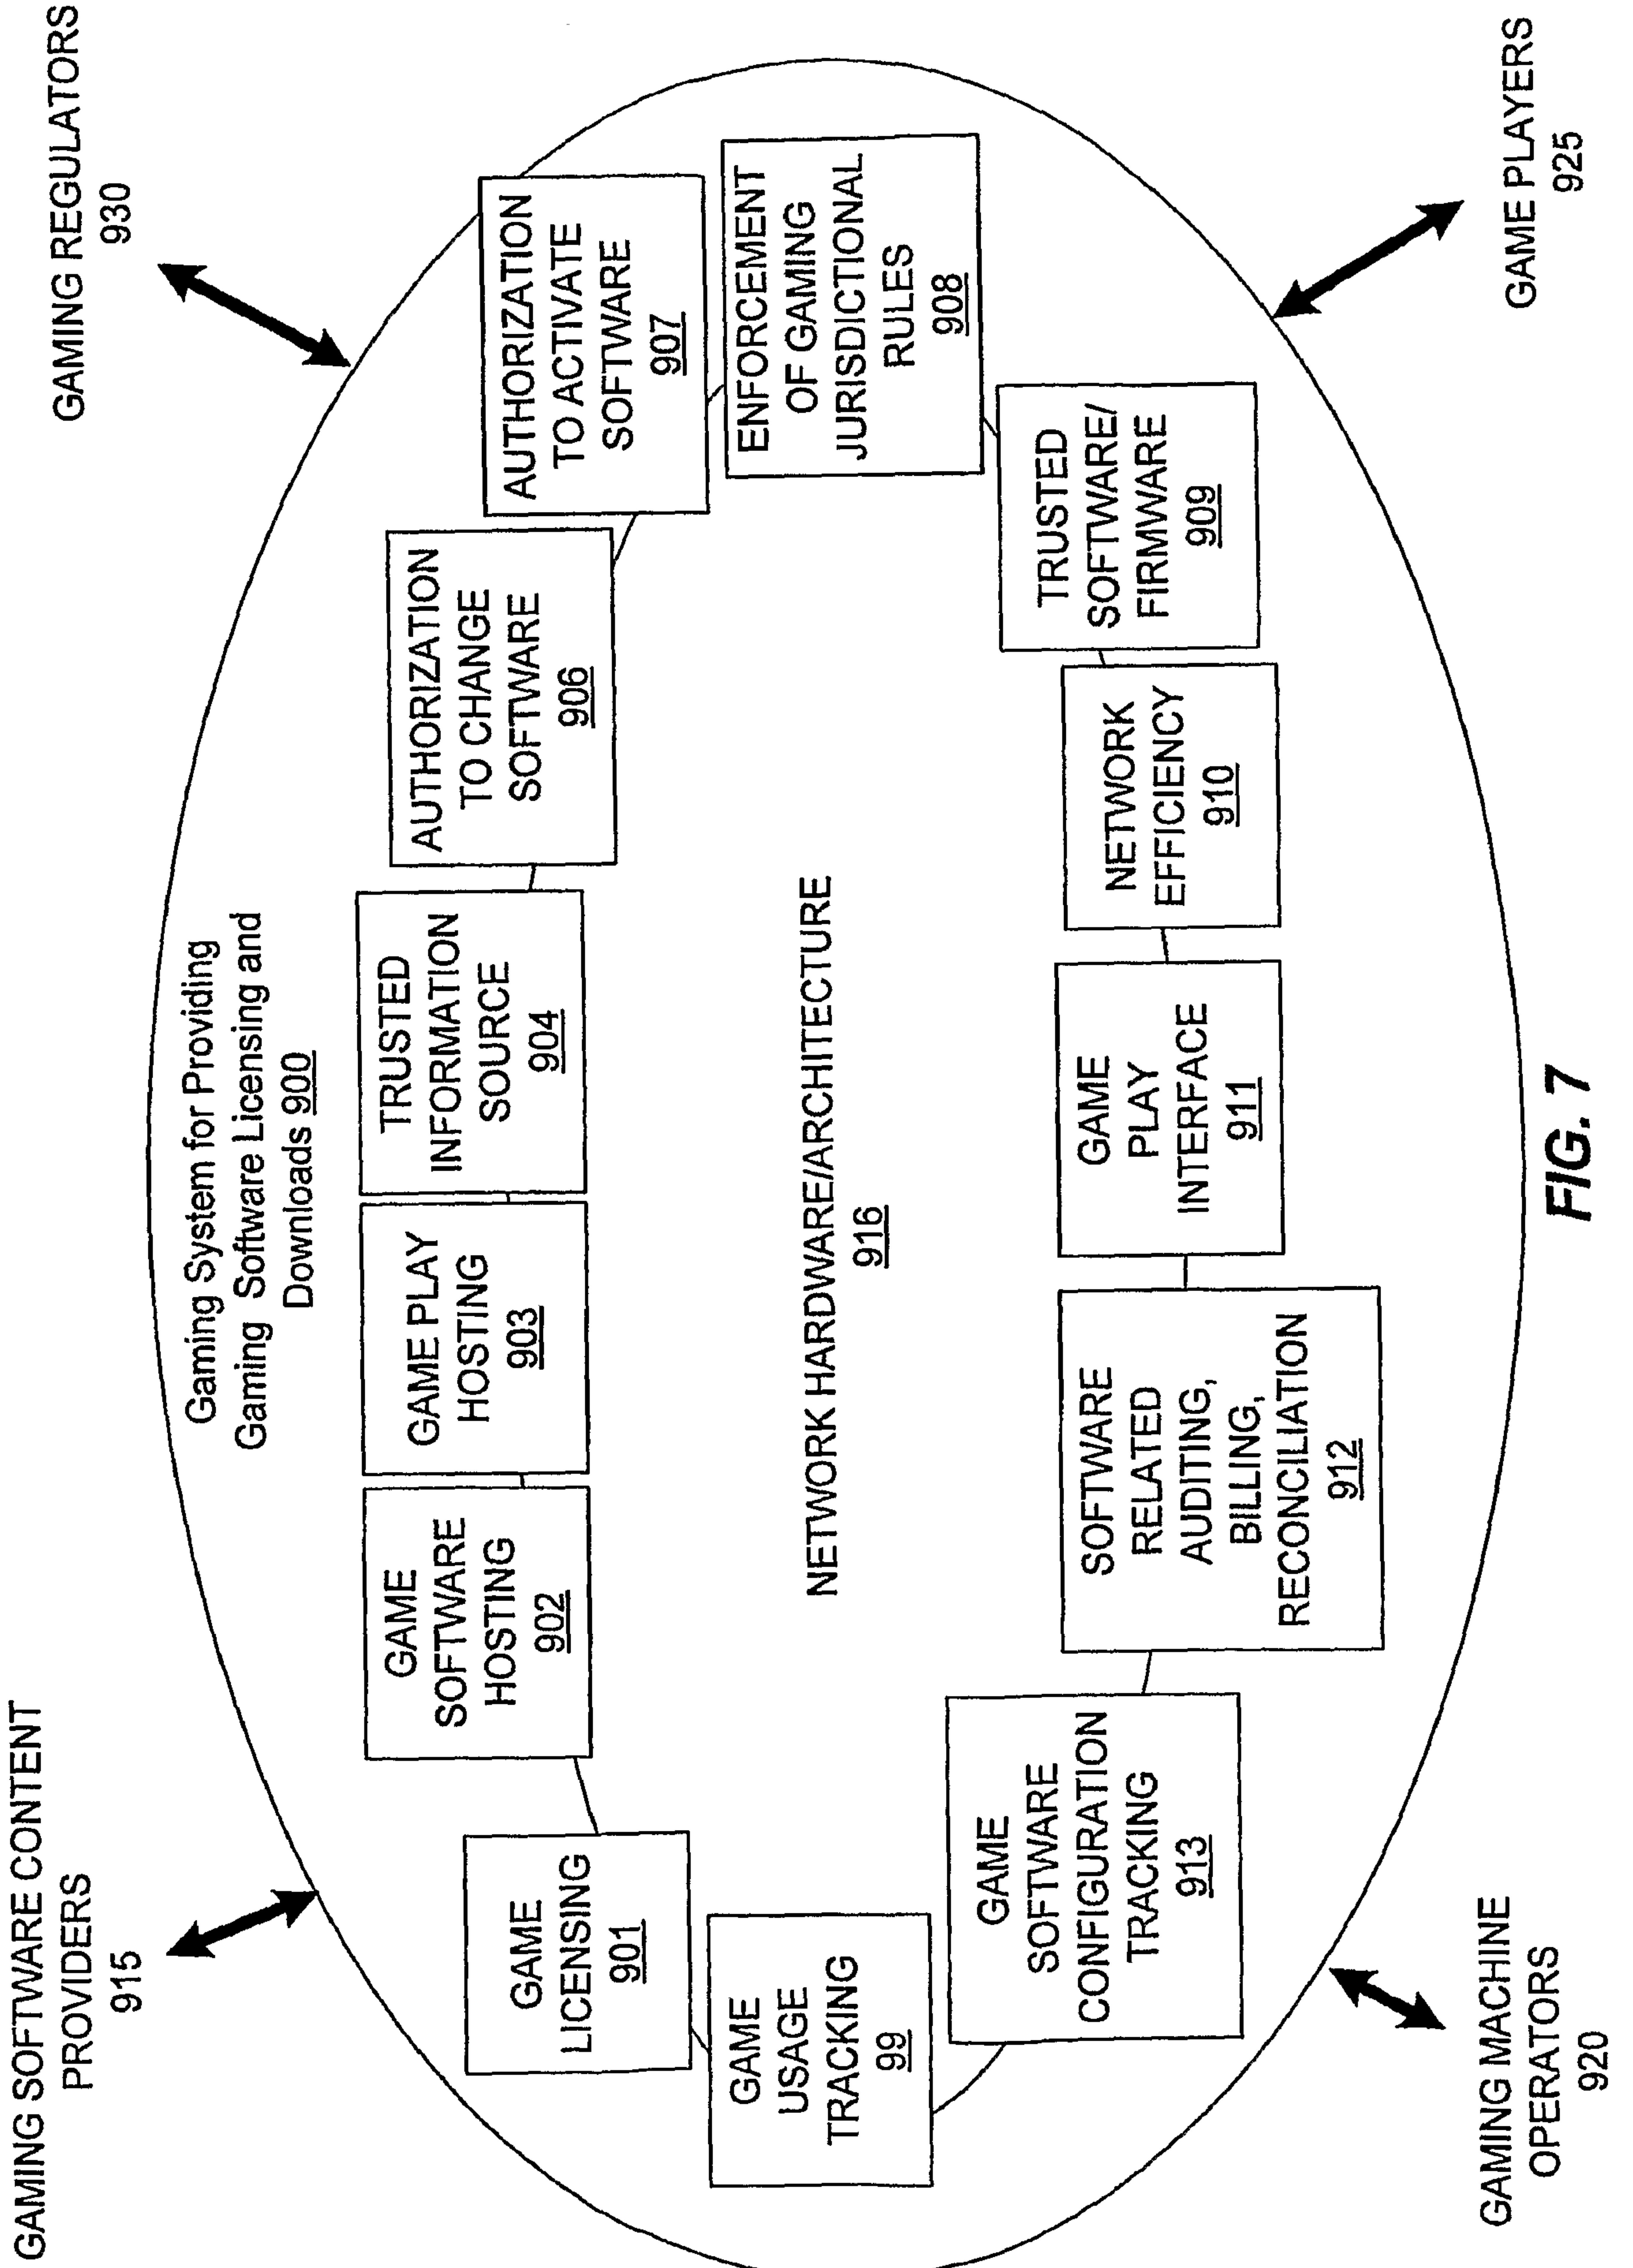 GAMING SOFTWARE CONTENT
PROVIDERS
915
GAMING REGULATORS
930
Gaming System for Providing
Gaming Software Licensing and
Downloads 900
GAME
LICENSING
901
GAME
SOFTWARE
HOSTING
902
GAME PLAY
HOSTING
903
TRUSTED
INFORMATION
SOURCE
904
AUTHORIZATION
TO CHANGE
SOFTWARE
906
AUTHORIZATION
TO ACTIVATE
SOFTWARE
907
ENFORCEMENT
OF GAMING
JURISDICTIONAL
RULES
908
TRUSTED
SOFTWARE/
FIRMWARE
909
NETWORK
EFFICIENCY
910
GAME
PLAY
INTERFACE
911
SOFTWARE
RELATED
AUDITING,
BILLING,
RECONCILIATION
912
GAME
SOFTWARE
CONFIGURATION
TRACKING
913
GAME
USAGE
TRACKING
99
NETWORK HARDWARE/ARCHITECTURE
916
GAMING MACHINE
OPERATORS
920
GAME PLAYERS
925
FIG. 7